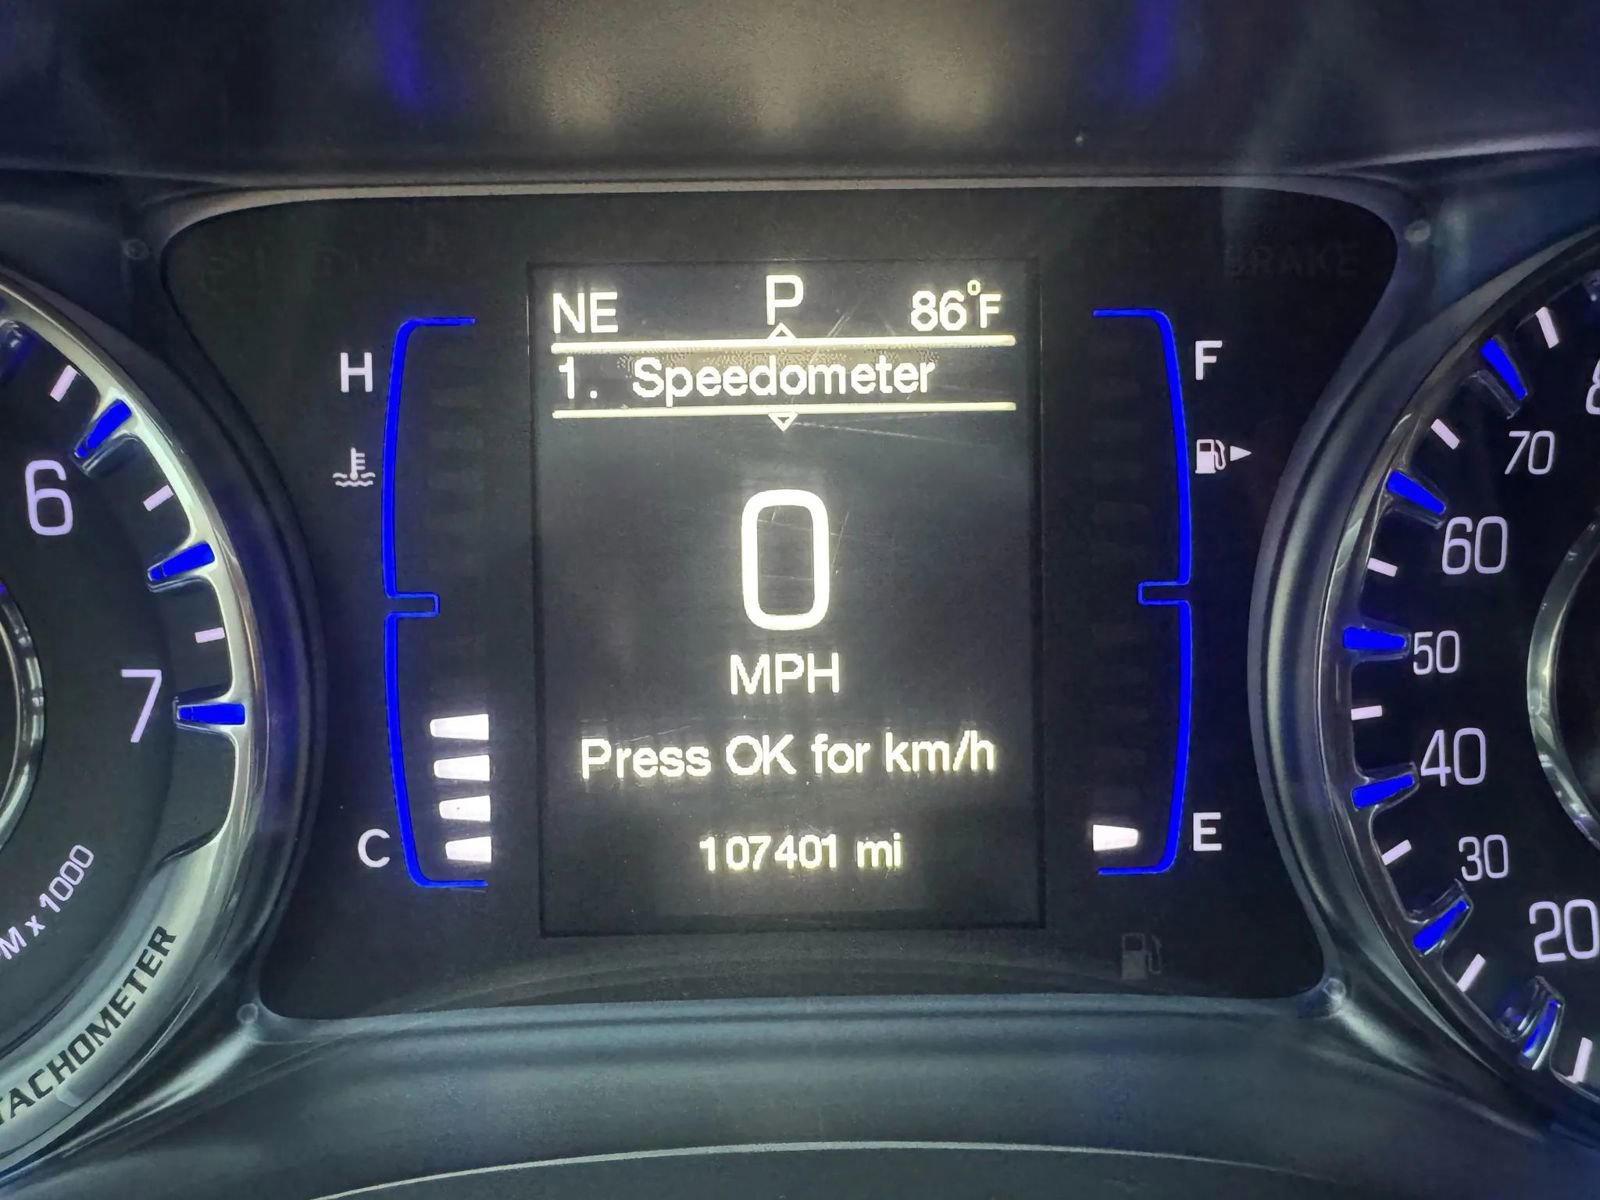 BRAKE
NE P 86°F
1. Speedometer
0
MPH
Press OK for km/h
107401 mi
H
C
F
E
6
7
TACHOMETER
70
60
50
40
30
20